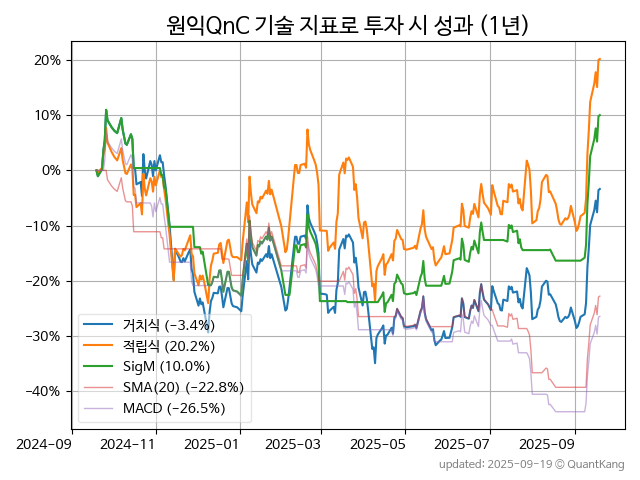 원익QnC 기술 지표로 투자 시 성과 (1년)
20%
10%
0%
−10%
−20%
−30%
−40%
거치식 (−3.4%)
적립식 (20.2%)
SigM (10.0%)
SMA(20) (−22.8%)
MACD (−26.5%)
2024-09 2024-11 2025-01 2025-03 2025-05 2025-07 2025-09
updated: 2025-09-19 © QuantKang